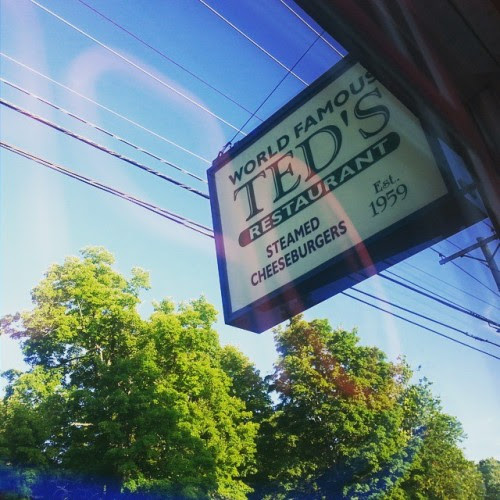 WORLD FAMOUS
TED'S
RESTAURANT
Est.
1959
STEAMED
CHEESEBURGERS